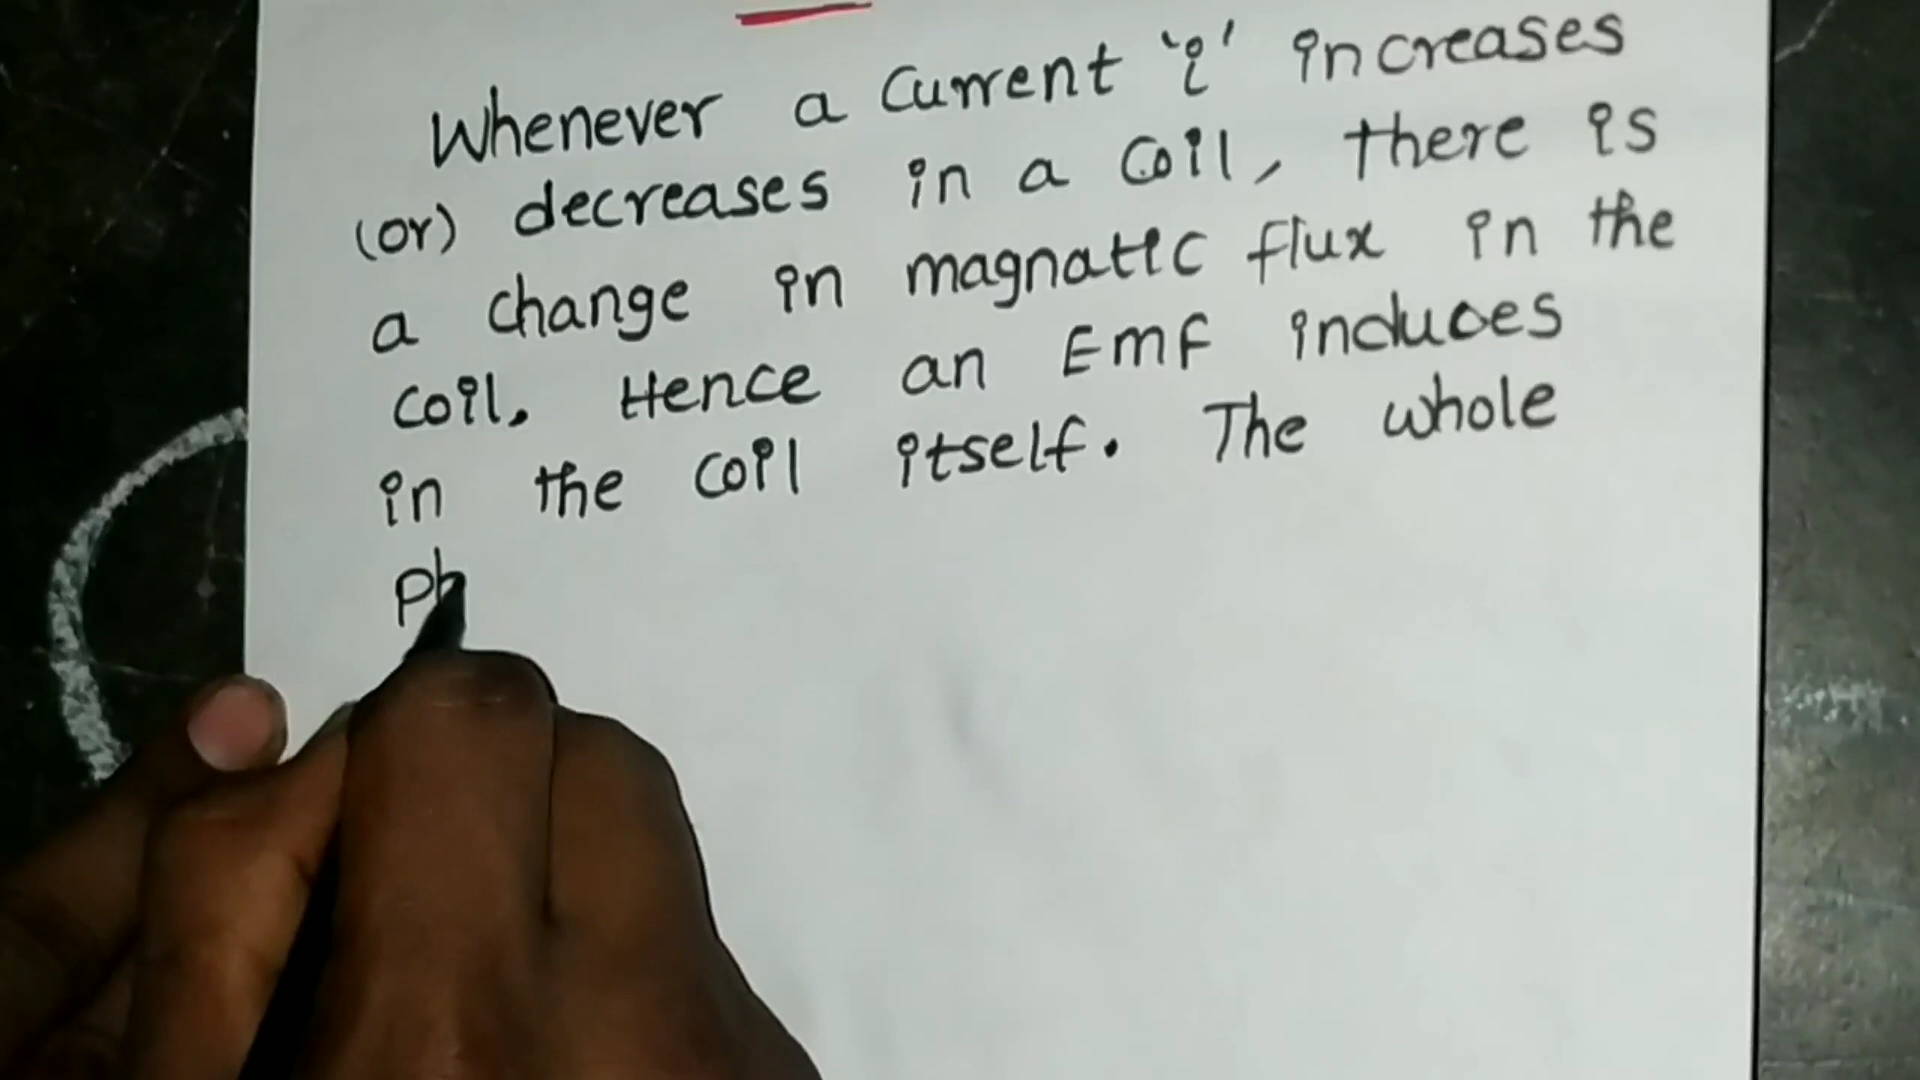 Whenever a current 'i' increases
(or) decreases in a coil, there is
a change in magnatic flux in the
coil. Hence an Emf induces
in the coil itself. The whole
Ph